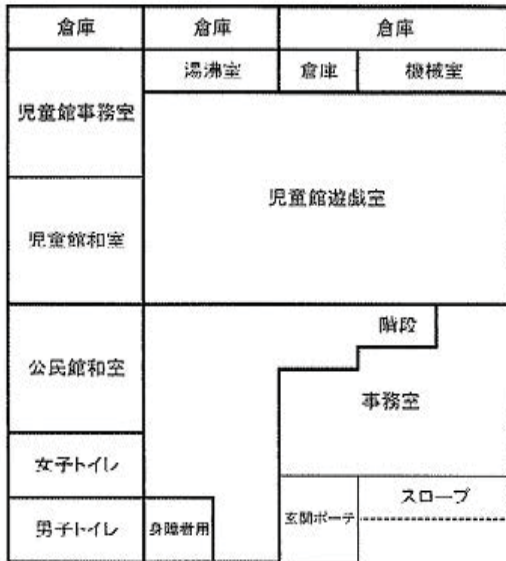 倉庫
倉庫
倉庫
湯沸室
倉庫
機械室
児童館事務室
児童館遊戯室
児童館和室
階段
公民館和室
事務室
女子トイレ
スロープ
玄関ポーチ
男子トイレ
身障者用